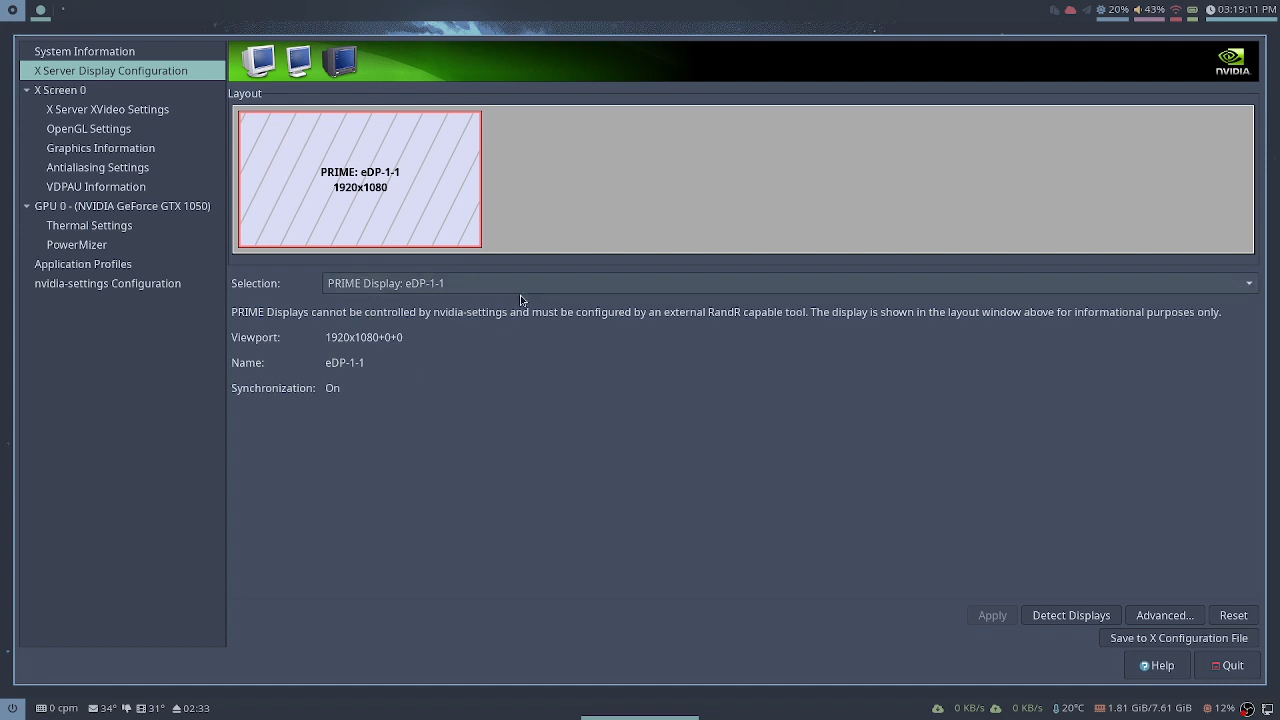 20% 43% 03:19:11 PM
System Information
X Server Display Configuration
X Screen 0
X Server XVideo Settings
OpenGL Settings
Graphics Information
Antialiasing Settings
VDPAU Information
GPU 0 - (NVIDIA GeForce GTX 1050)
Thermal Settings
PowerMizer
Application Profiles
nvidia-settings Configuration
NVIDIA.
Layout
PRIME: eDP-1-1
1920x1080
Selection: PRIME Display: eDP-1-1
PRIME Displays cannot be controlled by nvidia-settings and must be configured by an external RandR capable tool. The display is shown in the layout window above for informational purposes only.
Viewport: 1920x1080+0+0
Name: eDP-1-1
Synchronization: On
Apply Detect Displays Advanced... Reset
Save to X Configuration File
Help Quit
0 cpm 34° 31° 02:33 0 KB/s 0 KB/s 20°C 1.81 GiB/7.61 GiB 12%